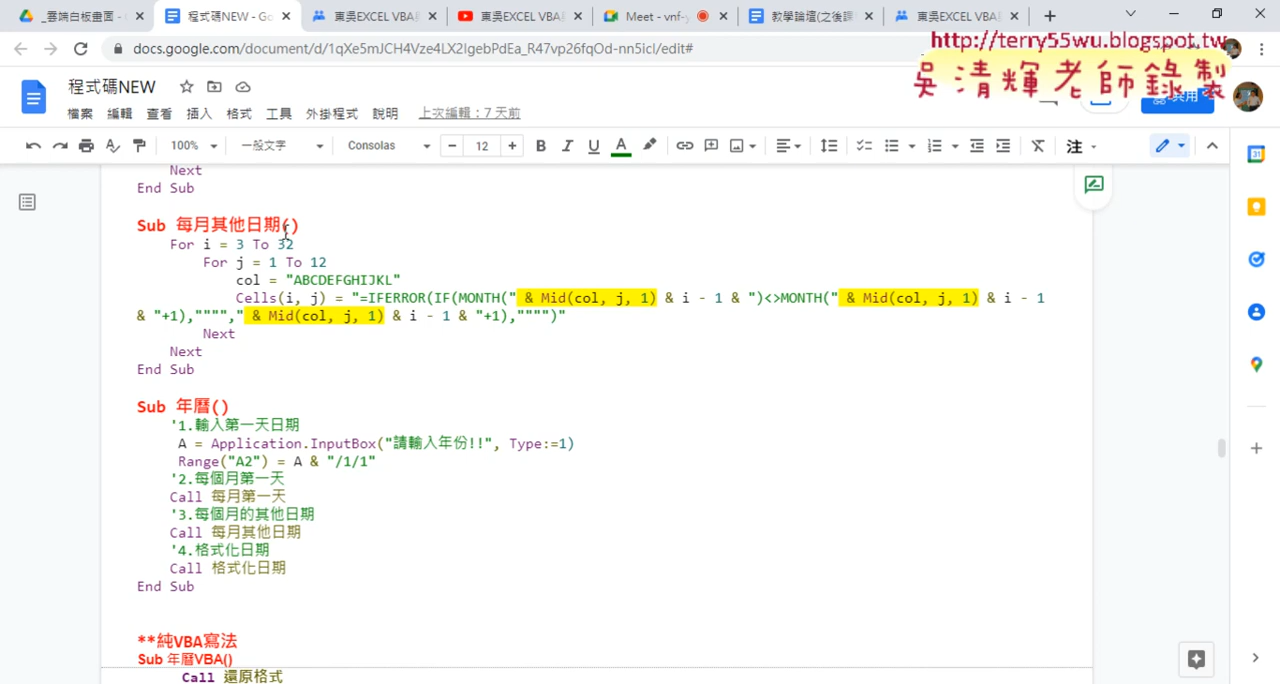 _雲端白板畫面 -
程式碼NEW - Go
東吳EXCEL VBA
東吳EXCEL VBA
Meet - vnf-
教學論壇(之後課
東吳EXCEL VBA
docs.google.com/document/d/1qXe5mJCH4Vze4LX2IgebPdEa_R47vp26fqOd-nn5icI/edit#
http://terry55wu.blogspot.tw
吳清輝老師錄製
程式碼NEW
檔案 編輯 查看 插入 格式 工具 外掛程式 說明 上次編輯：7 天前
共用
100% 一般文字 Consolas 12 B I U A 注
Next
End Sub
Sub 每月其他日期()
For i = 3 To 32
For j = 1 To 12
col = "ABCDEFGHIJKL"
Cells(i, j) = "=IFERROR(IF(MONTH(" & Mid(col, j, 1) & i - 1 & ")<>MONTH(" & Mid(col, j, 1) & i - 1
& "+1),"""","  & Mid(col, j, 1) & i - 1 & "+1),"""")"
Next
Next
End Sub
Sub 年曆()
'1.輸入第一天日期
A = Application.InputBox("請輸入年份!!", Type:=1)
Range("A2") = A & "/1/1"
'2.每個月第一天
Call 每月第一天
'3.每個月的其他日期
Call 每月其他日期
'4.格式化日期
Call 格式化日期
End Sub
**純VBA寫法
Sub 年曆VBA()
Call 還原格式